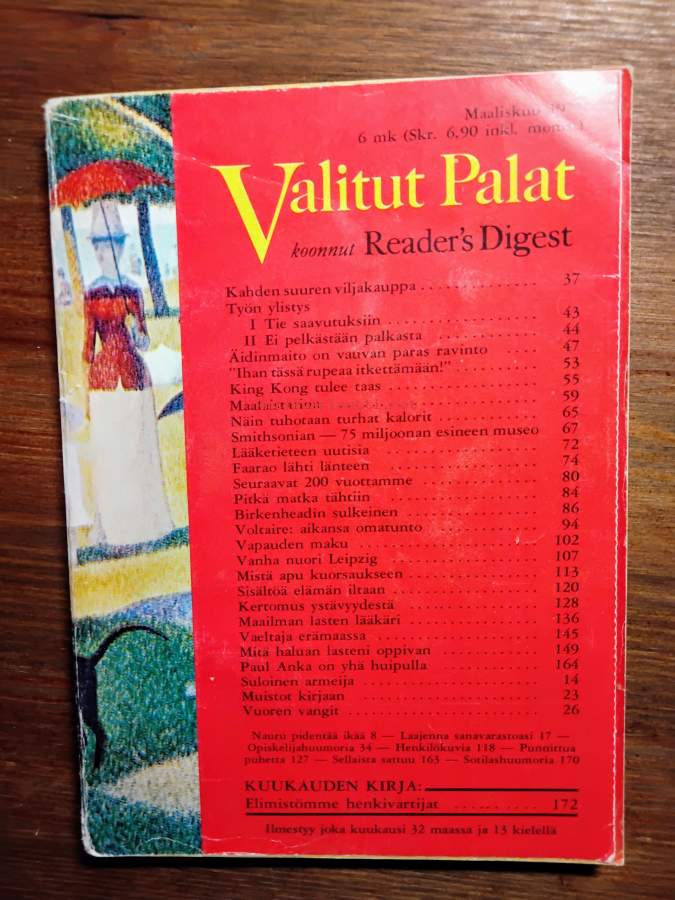 Maaliskuu
6 mk (Skr. 6.90 inkl. moms.)
Valitut Palat
koonnut Reader's Digest
Kahden suuren viljakauppa .............. 37
Työn ylistys
I Tie saavutuksiin .................. 43
II Ei pelkästään palkasta ............. 44
Äidinmaito on vauvan paras ravinto ...... 47
"Ihan tässä rupeaa itkettämään!" .......... 53
King Kong tulee taas .................. 55
.................. 59
Näin tuhotaan turhat kalorit ............ 65
Smithsonian — 75 miljoonan esineen museo 67
Lääketieteen uutisia .................. 72
Faarao lähti länteen .................. 74
Seuraavat 200 vuottamme ............... 80
Pitkä matka tähtiin ................... 84
Birkenheadin sulkeinen ................ 86
Voltaire: aikansa omatunto ............. 94
Vapauden maku ...................... 102
Vanha nuori Leipzig .................. 107
Mistä apu kuorsaukseen ............... 113
Sisältöä elämän iltaan ................ 120
Kertomus ystävyydestä ................ 128
Maailman lasten lääkäri ............... 136
Vaeltaja erämaassa ................... 145
Mitä haluan lasteni oppivan ............ 149
Paul Anka on yhä huipulla ............. 164
Suloinen armeija ..................... 14
Muistot kirjaan ...................... 23
Vuoren vangit ....................... 26
Nauru pidentää ikää 8 — Laajenna sanavarastoasi 17 —
Opiskelijahuumoria 34 — Henkilökuvia 118 — Punnittua
puhetta 127 — Sellaista sattuu 163 — Sotilashuumoria 170
KUUKAUDEN KIRJA:
Elimistömme henkivartijat .......... 172
Ilmestyy joka kuukausi 32 maassa ja 13 kielellä